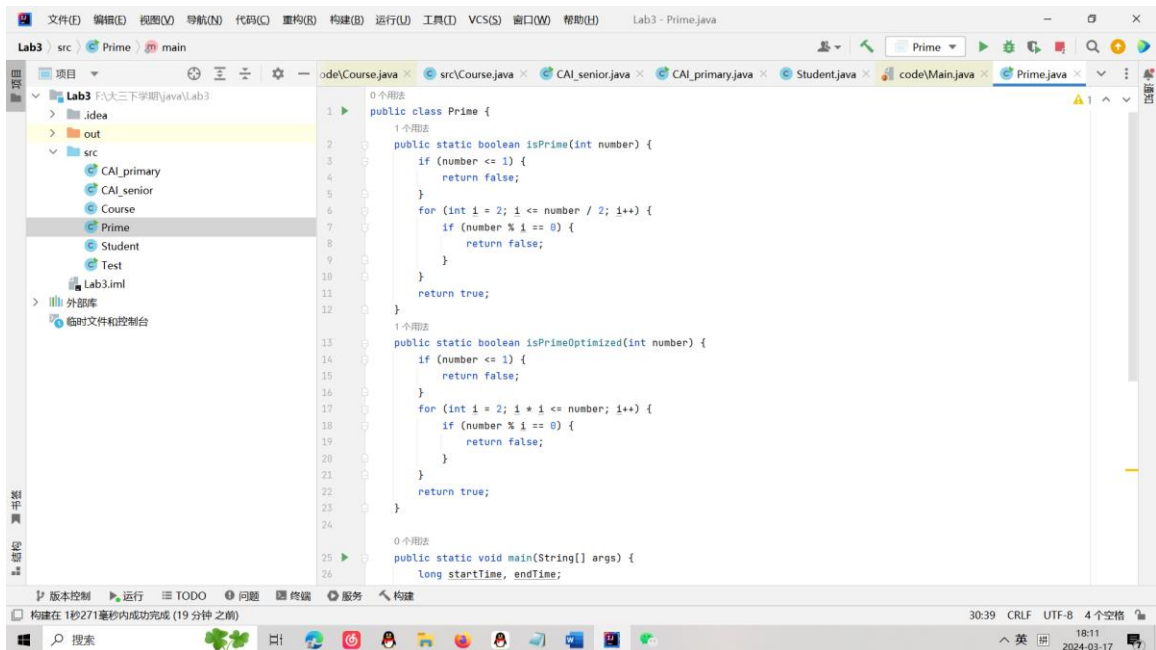 文件(F) 编辑(E) 视图(V) 导航(N) 代码(C) 重构(R) 构建(B) 运行(U) 工具(T) VCS(S) 窗口(W) 帮助(H) Lab3 - Prime.java
Lab3 src Prime main Prime
项目 ode\Course.java src\Course.java CAI_senior.java CAI_primary.java Student.java code\Main.java Prime.java
项目
通知
Lab3 F:\大三下学期\java\Lab3
.idea
out
src
CAI_primary
CAI_senior
Course
Prime
Student
Test
Lab3.iml
外部库
临时文件和控制台
书签
结构
1
0个用法
1 public class Prime {
1个用法
2 public static boolean isPrime(int number) {
3 if (number <= 1) {
4 return false;
5 }
6 for (int i = 2; i <= number / 2; i++) {
7 if (number % i == 0) {
8 return false;
9 }
10 }
11 return true;
12 }
1个用法
13 public static boolean isPrimeOptimized(int number) {
14 if (number <= 1) {
15 return false;
16 }
17 for (int i = 2; i * i <= number; i++) {
18 if (number % i == 0) {
19 return false;
20 }
21 }
22 return true;
23 }
24
0个用法
25 public static void main(String[] args) {
26 long startTime, endTime;
版本控制 运行 TODO 问题 终端 服务 构建
构建在 1秒271毫秒内成功完成 (19 分钟 之前) 30:39 CRLF UTF-8 4 个空格
搜索 英 拼 18:11
2024-03-17